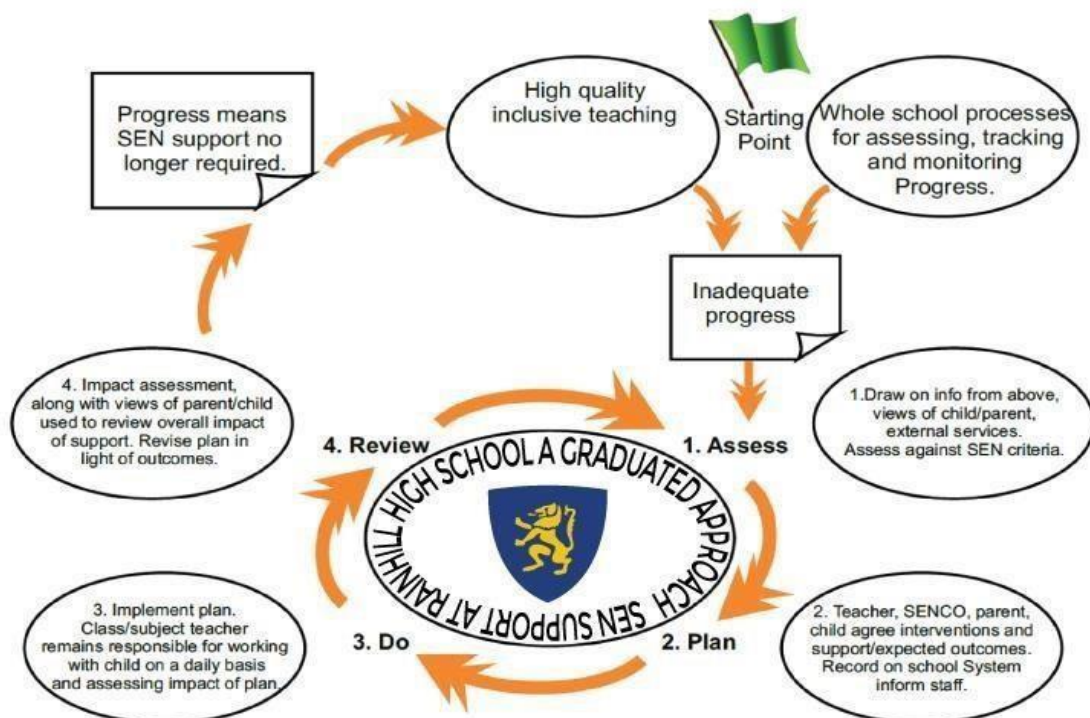 High quality
inclusive teaching
Starting
Point
Whole school processes
for assessing, tracking
and monitoring
Progress.
Progress means
SEN support no
longer required.
Inadequate
progress
4. Impact assessment,
along with views of parent/child
used to review overall impact
of support. Revise plan in
light of outcomes.
1.Draw on info from above,
views of child/parent,
external services.
Assess against SEN criteria.
4. Review
1. Assess
SEN SUPPORT AT RAINHILL HIGH SCHOOL A GRADUATED APPROACH
3. Do
2. Plan
3. Implement plan.
Class/subject teacher
remains responsible for working
with child on a daily basis
and assessing impact of plan.
2. Teacher, SENCO, parent,
child agree interventions and
support/expected outcomes.
Record on school System
inform staff.